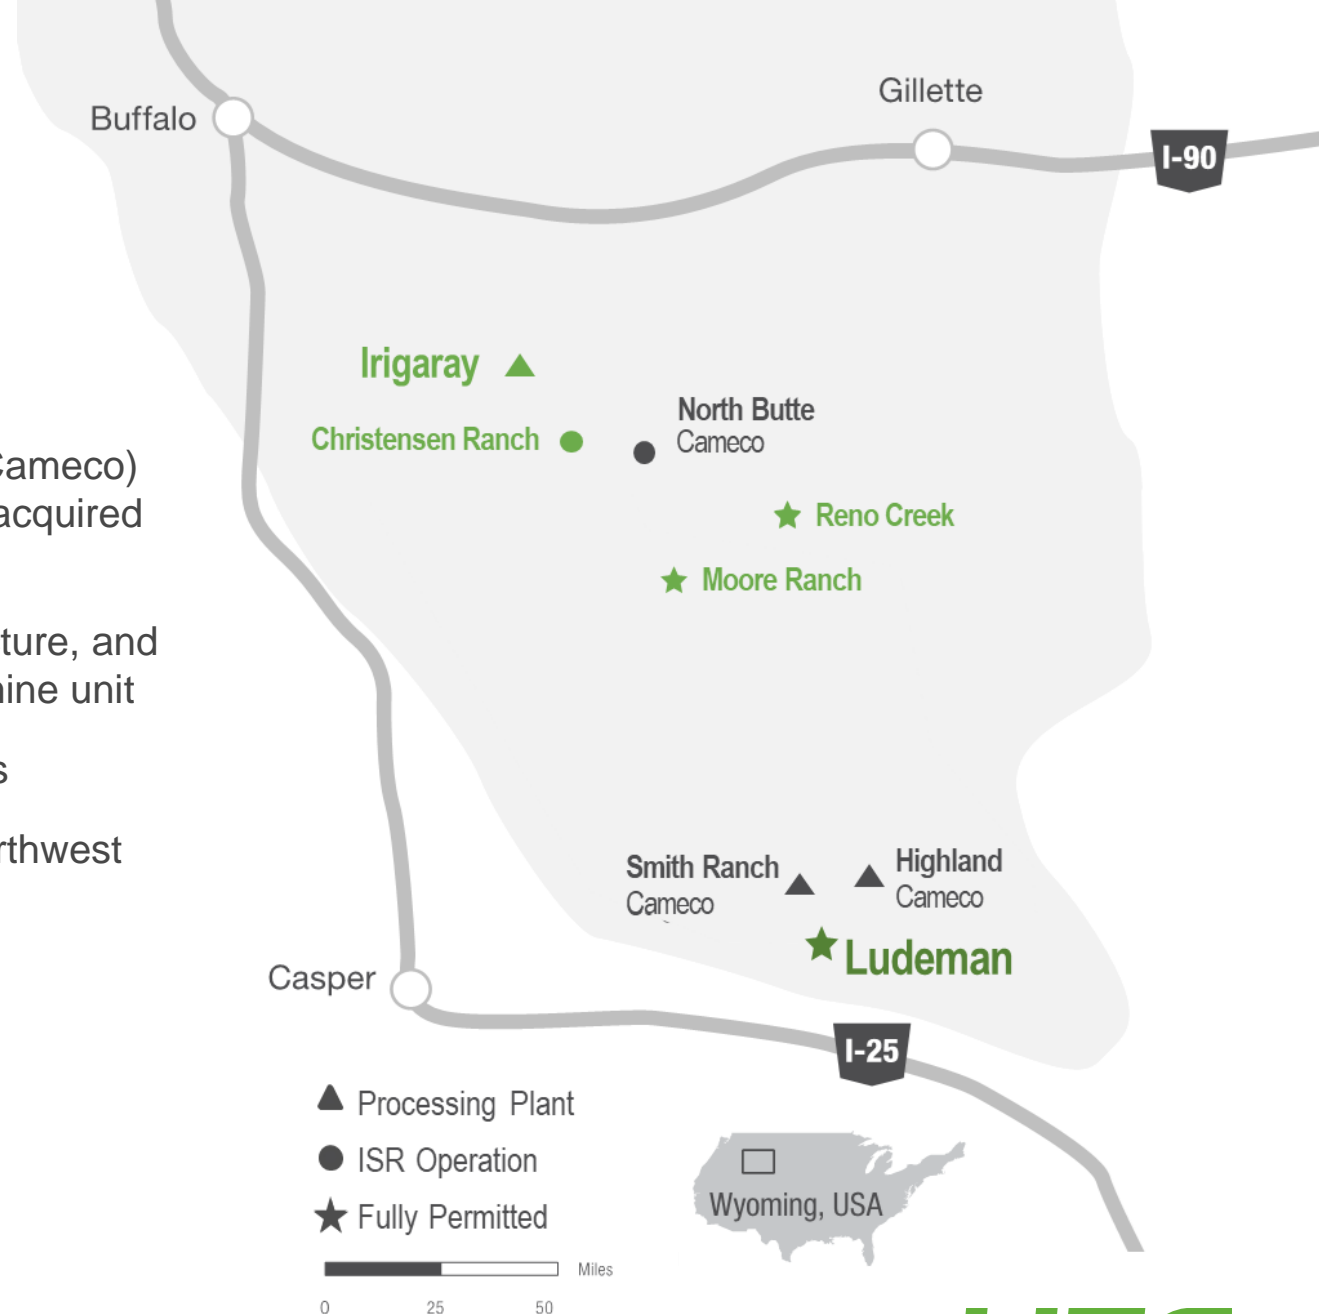 Gillette
Buffalo
I-90
Irigaray
North Butte
Cameco
Christensen Ranch
Cameco)
acquired
Reno Creek
Moore Ranch
ture, and
nine unit
s
rthwest
Smith Ranch
Cameco
Highland
Cameco
Ludeman
Casper
I-25
Processing Plant
ISR Operation
Fully Permitted
Wyoming, USA
Miles
0 25 50